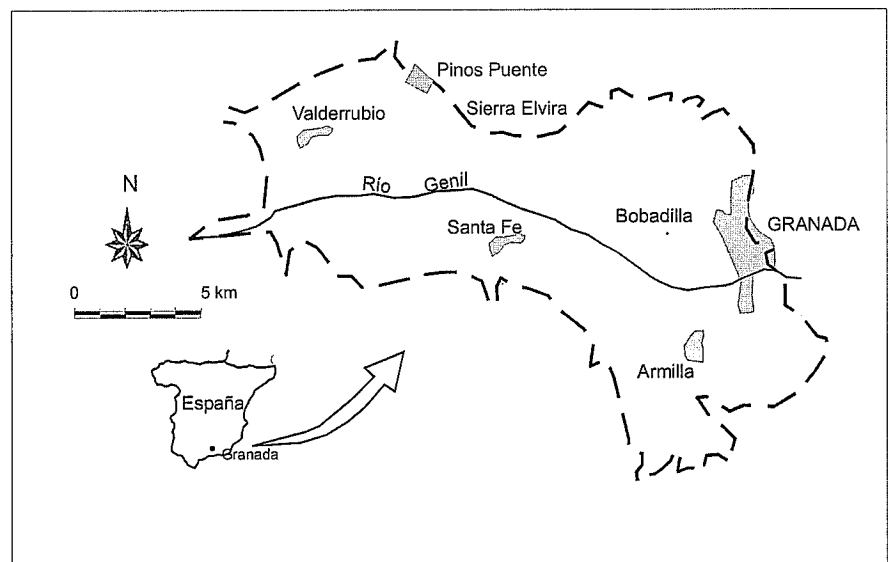 Pinos Puente
Sierra Elvira
Valderrubio
N
Río Genil
Bobadilla
GRANADA
Santa Fe
0 5 km
Armilla
España
Granada